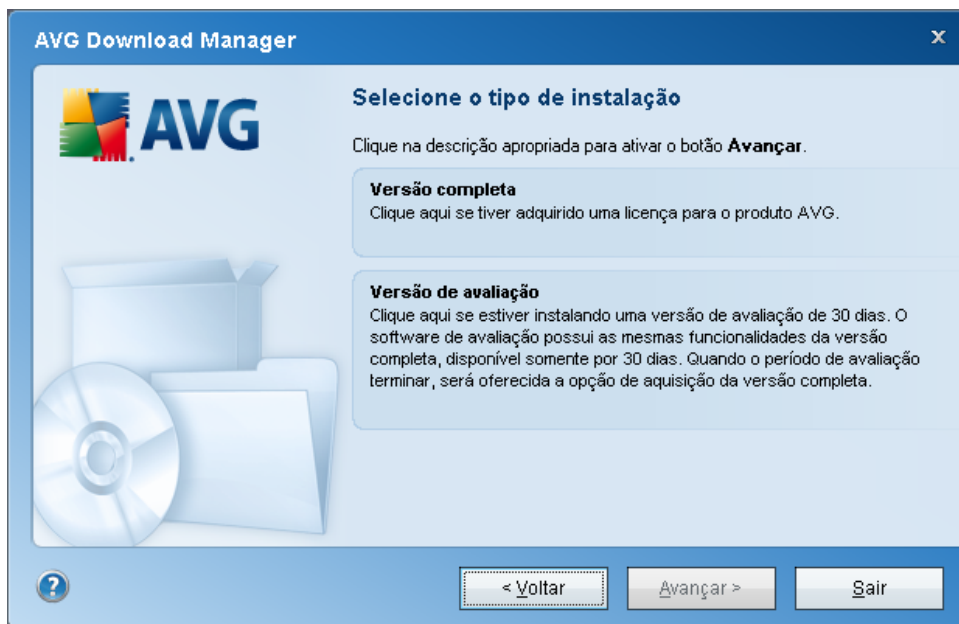 AVG Download Manager
x
AVG
Selecione o tipo de instalação
Clique na descrição apropriada para ativar o botão Avançar.
Versão completa
Clique aqui se tiver adquirido uma licença para o produto AVG.
Versão de avaliação
Clique aqui se estiver instalando uma versão de avaliação de 30 dias. O
software de avaliação possui as mesmas funcionalidades da versão
completa, disponível somente por 30 dias. Quando o período de avaliação
terminar, será oferecida a opção de aquisição da versão completa.
?
< Voltar
Avançar >
Sair